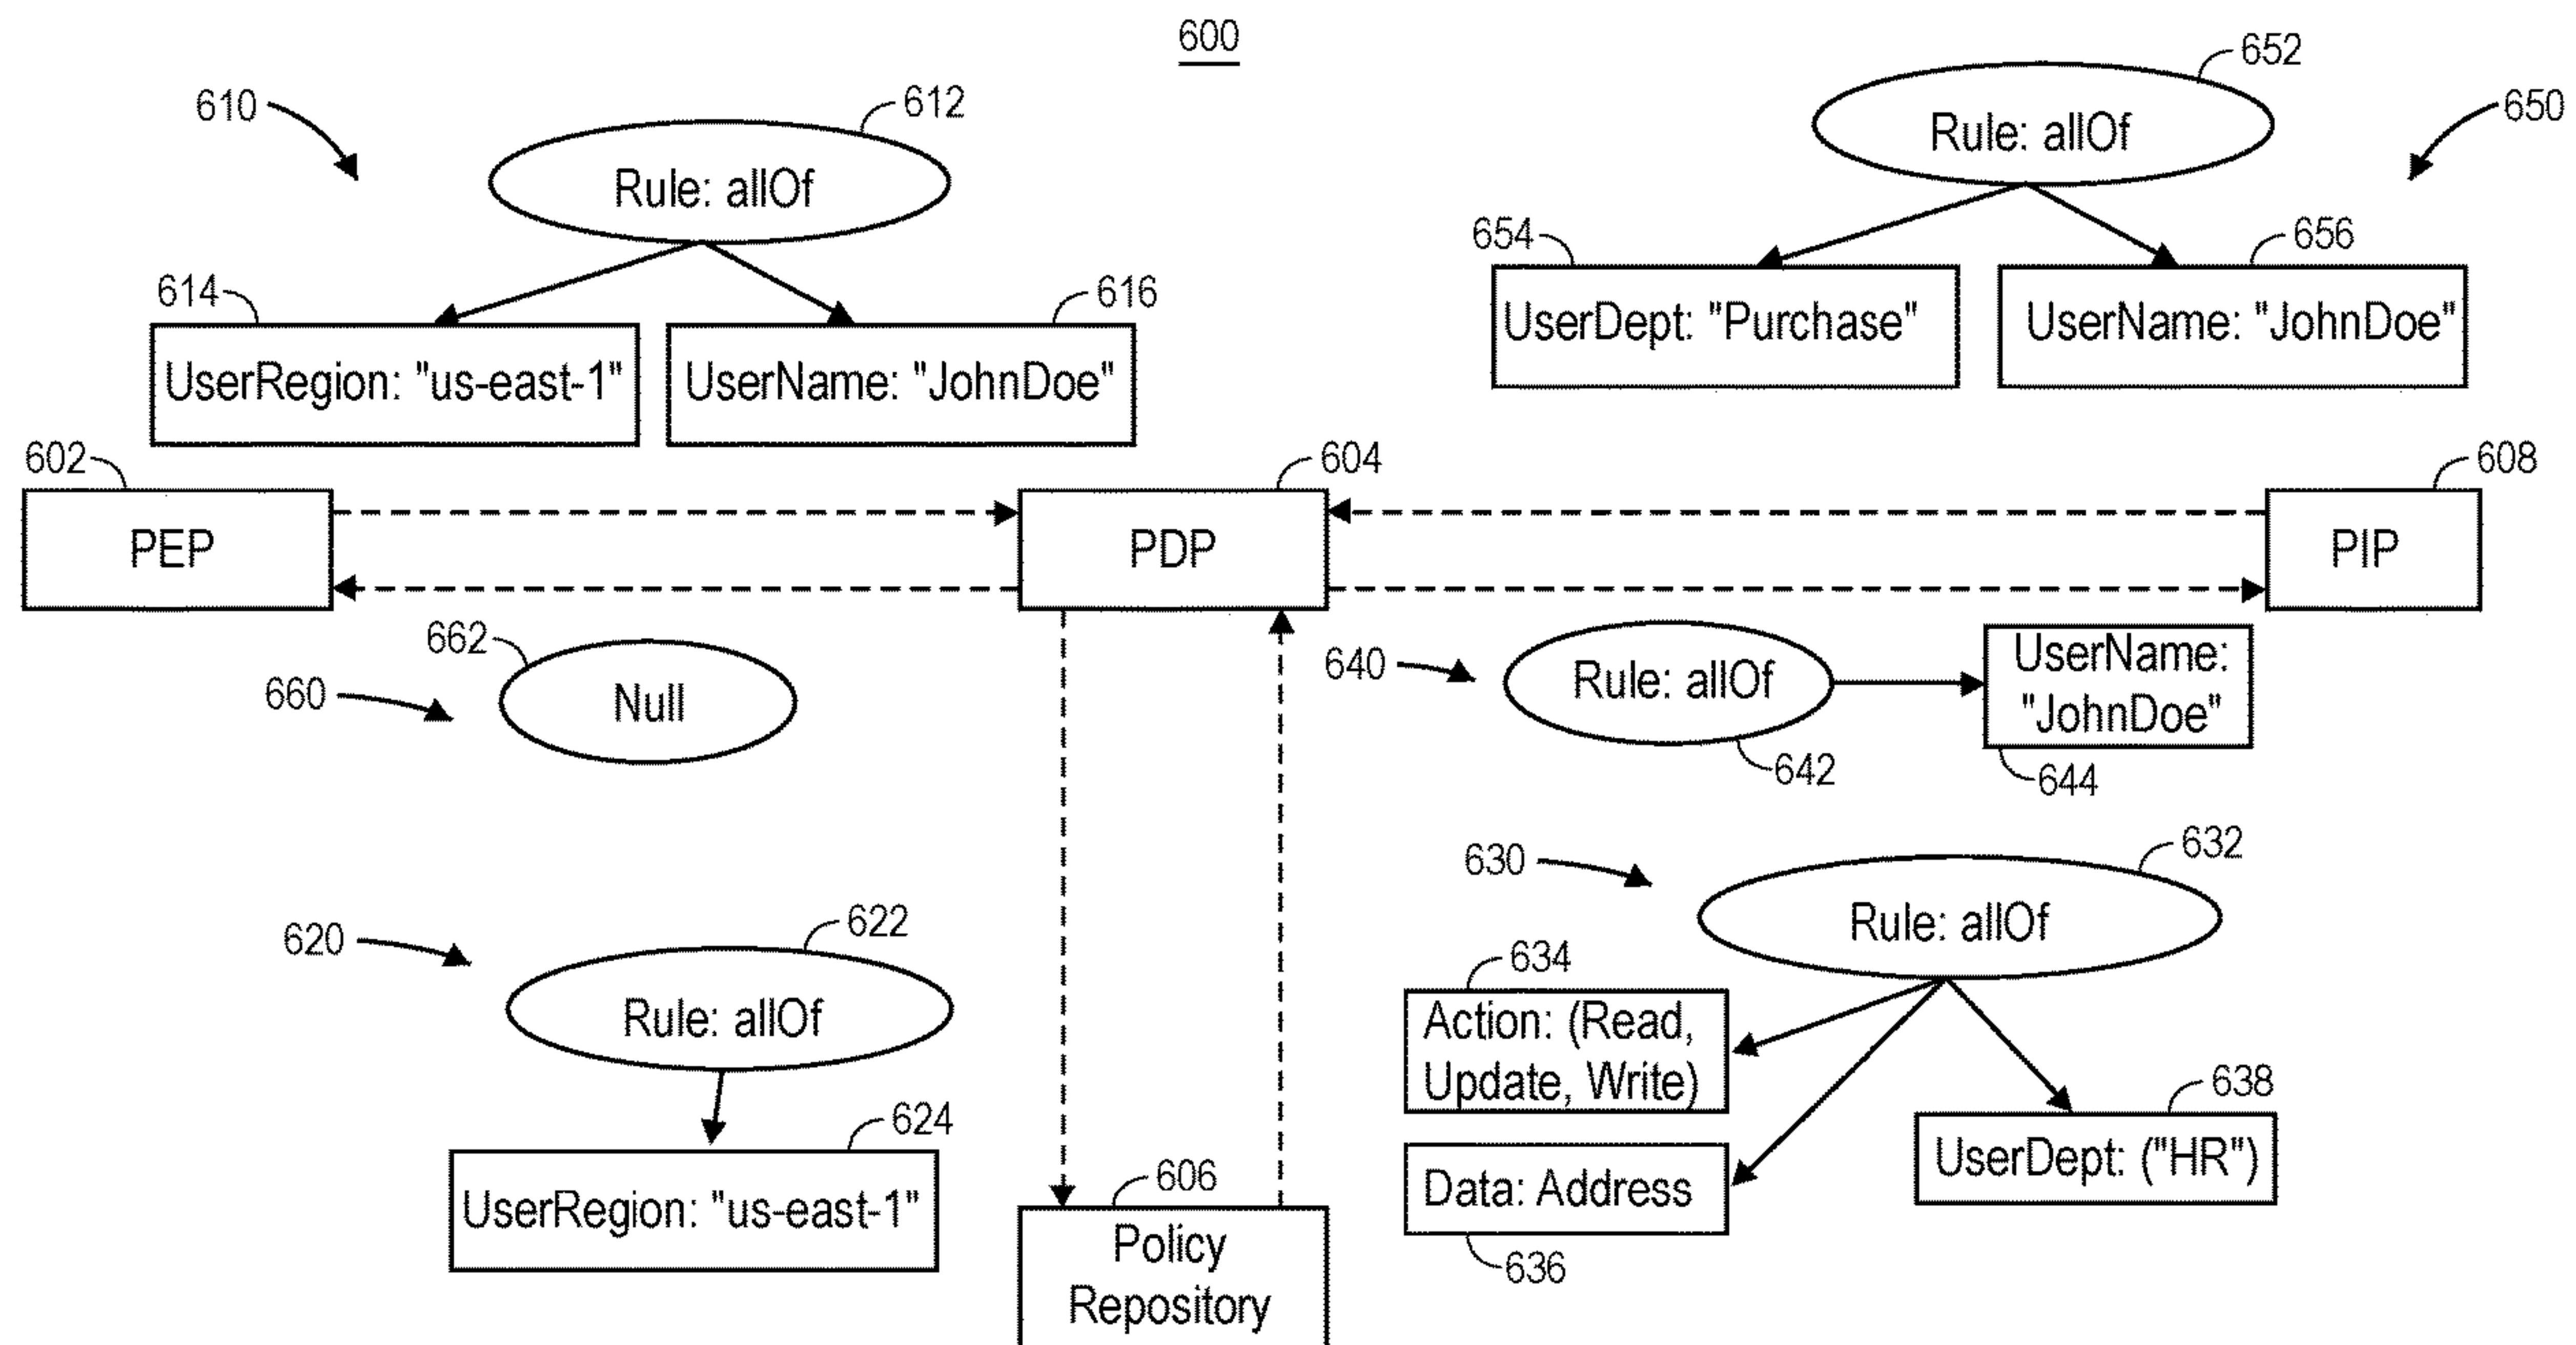 600
652
610
612
650
Rule: allOf
Rule: allOf
654
656
614
616
UserDept: "Purchase"
UserName: "JohnDoe"
UserRegion: "us-east-1"
UserName: "JohnDoe"
602
604
608
PEP
PDP
PIP
662
640
Rule: allOf
UserName:
"JohnDoe"
660
Null
642
644
630
632
620
622
Rule: allOf
634
Rule: allOf
Action: (Read,
Update, Write)
638
624
606
UserDept: ("HR")
UserRegion: "us-east-1"
Data: Address
Policy
Repository
636